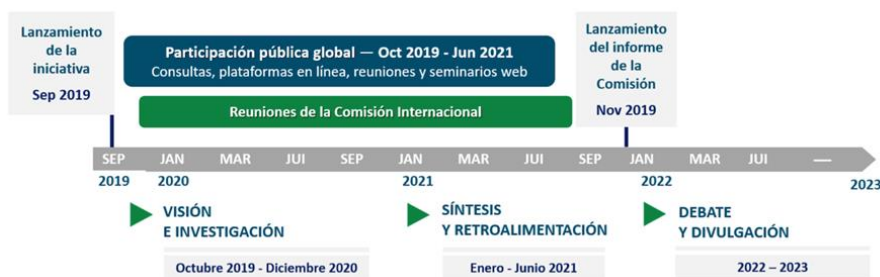 Lanzamiento
de la
iniciativa
Sep 2019
Participación pública global — Oct 2019 - Jun 2021
Consultas, plataformas en línea, reuniones y seminarios web
Reuniones de la Comisión Internacional
Lanzamiento
del informe
de la
Comisión
Nov 2019
SEP JAN MAR JUI SEP JAN MAR JUI SEP JAN MAR JUI —
2019 2020 2021 2022 2023
VISIÓN
E INVESTIGACIÓN
Octubre 2019 - Diciembre 2020
SÍNTESIS
Y RETROALIMENTACIÓN
Enero - Junio 2021
DEBATE
Y DIVULGACIÓN
2022 – 2023